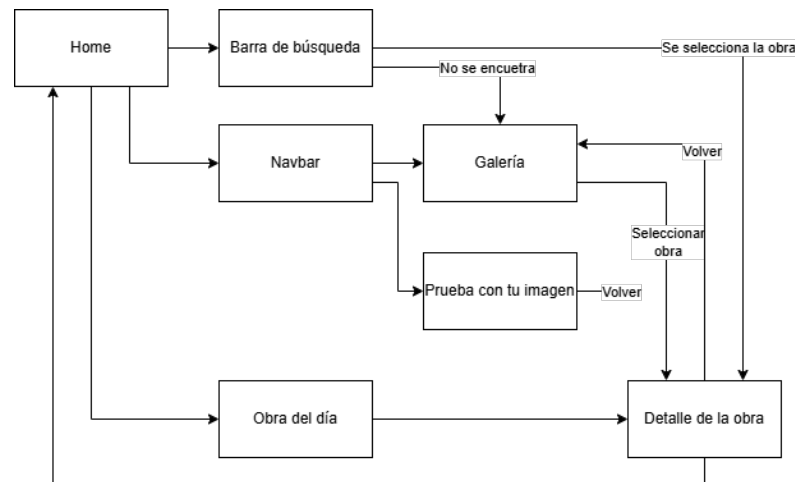 Home
Barra de búsqueda
Se selecciona la obra
No se encuetra
Navbar
Galería
Volver
Seleccionar
obra
Prueba con tu imagen
Volver
Obra del día
Detalle de la obra